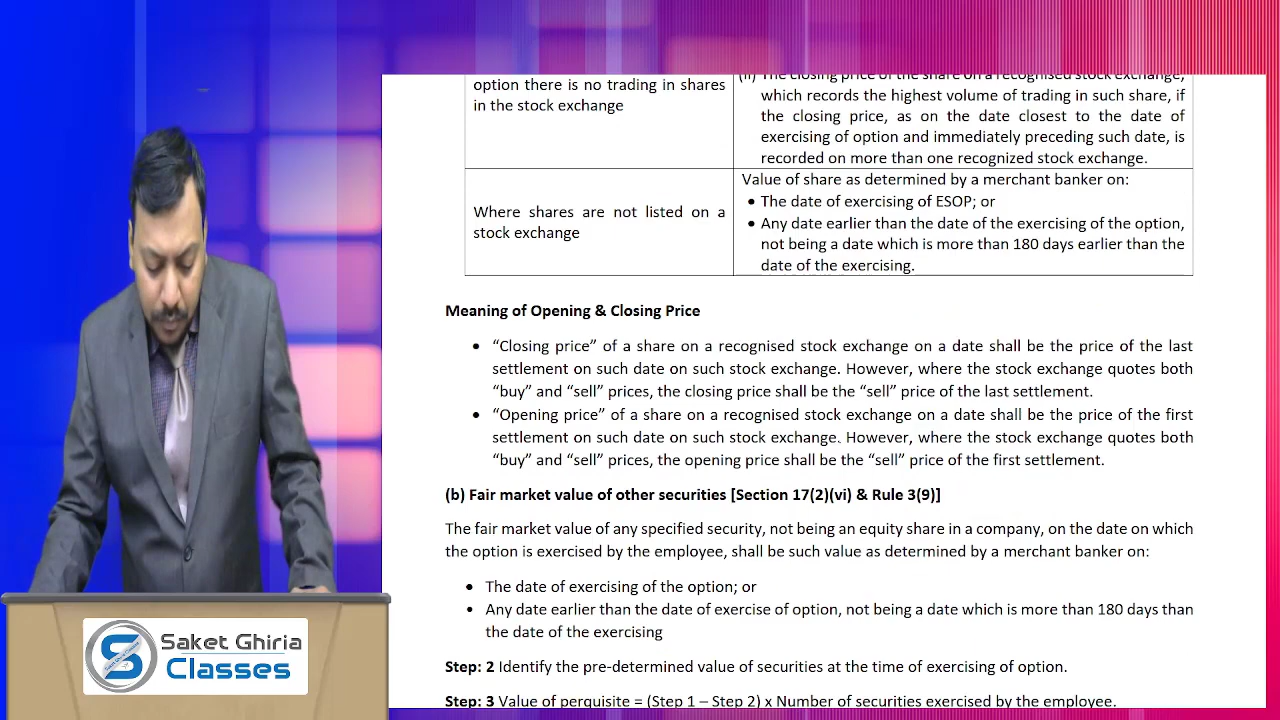 option there is no trading in shares
in the stock exchange
(ii) The closing price of the share on a recognised stock exchange,
which records the highest volume of trading in such share, if
the closing price, as on the date closest to the date of
exercising of option and immediately preceding such date, is
recorded on more than one recognized stock exchange.
Where shares are not listed on a
stock exchange
Value of share as determined by a merchant banker on:
• The date of exercising of ESOP; or
• Any date earlier than the date of the exercising of the option,
not being a date which is more than 180 days earlier than the
date of the exercising.
Meaning of Opening & Closing Price
• “Closing price” of a share on a recognised stock exchange on a date shall be the price of the last
settlement on such date on such stock exchange. However, where the stock exchange quotes both
“buy” and “sell” prices, the closing price shall be the “sell” price of the last settlement.
• “Opening price” of a share on a recognised stock exchange on a date shall be the price of the first
settlement on such date on such stock exchange. However, where the stock exchange quotes both
“buy” and “sell” prices, the opening price shall be the “sell” price of the first settlement.
(b) Fair market value of other securities [Section 17(2)(vi) & Rule 3(9)]
The fair market value of any specified security, not being an equity share in a company, on the date on which
the option is exercised by the employee, shall be such value as determined by a merchant banker on:
• The date of exercising of the option; or
• Any date earlier than the date of exercise of option, not being a date which is more than 180 days than
the date of the exercising
Step: 2 Identify the pre-determined value of securities at the time of exercising of option.
Step: 3 Value of perquisite = (Step 1 – Step 2) x Number of securities exercised by the employee.
Saket Ghiria
Classes